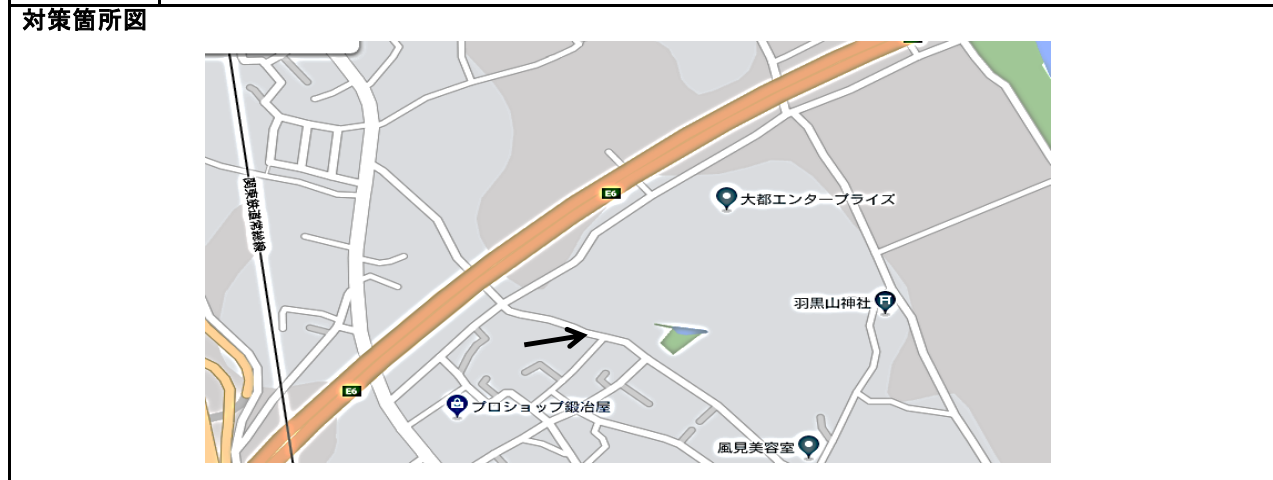 対策箇所図
E6
大都エンタープライズ
関東鉄道常総線
羽黒山神社
E6
プロショップ鍛冶屋
風見美容室